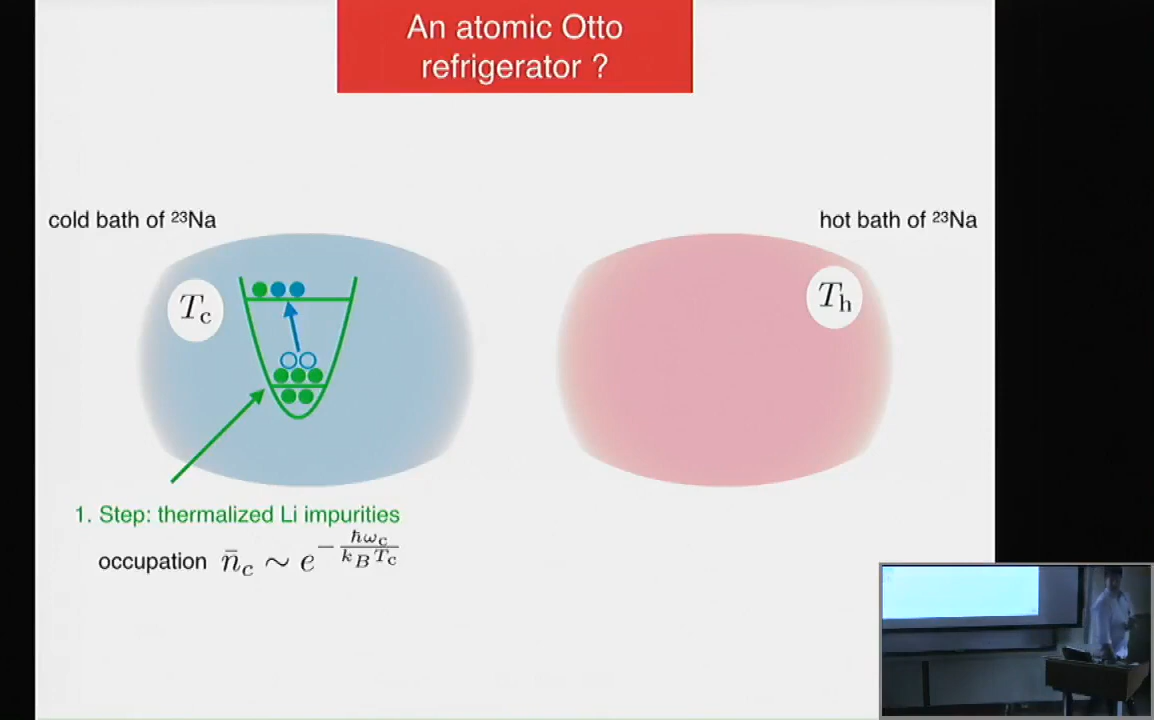 An atomic Otto
refrigerator ?
cold bath of ²³Na
hot bath of ²³Na
T_c
T_h
1. Step: thermalized Li impurities
occupation n̄_c ∼ e^{−ħω_c / k_B T_c}